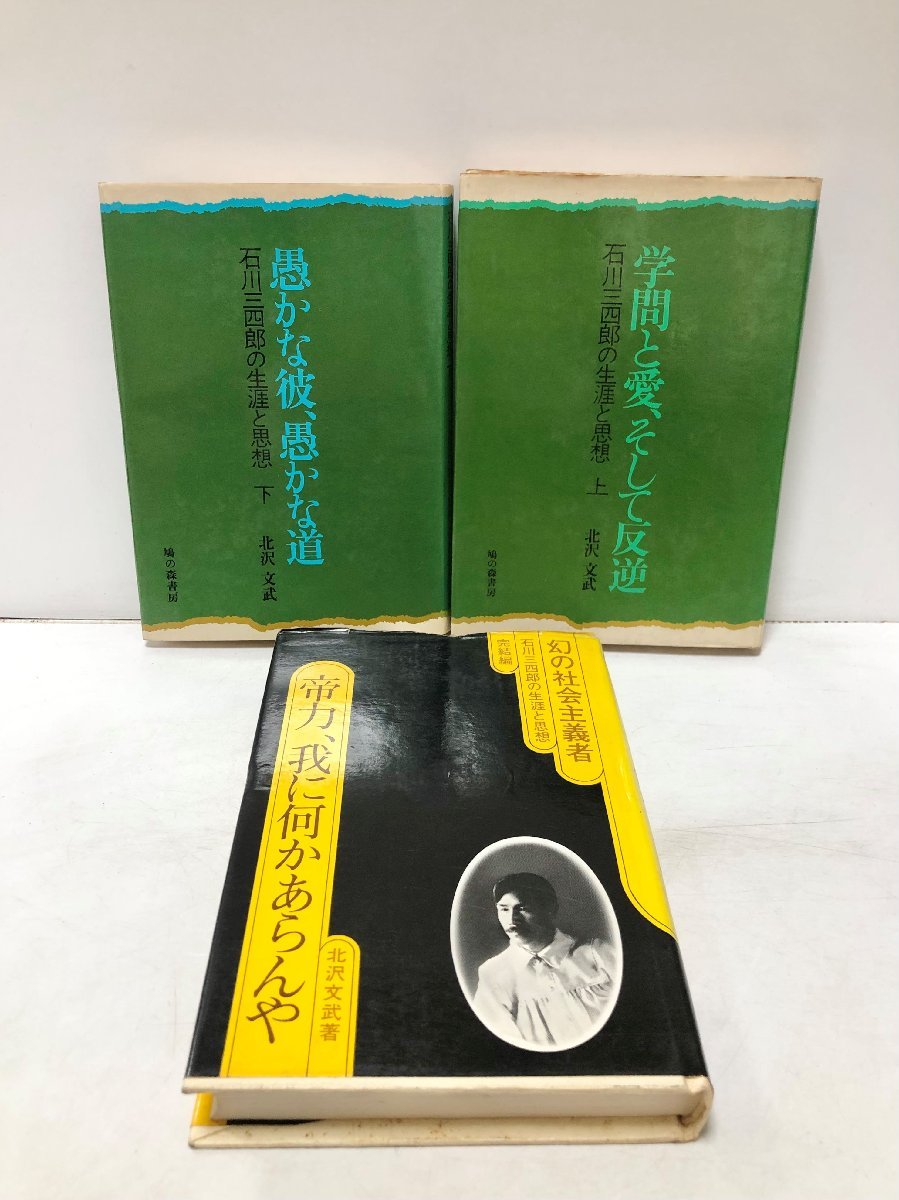 愚かな彼、愚かな道
石川三四郎の生涯と思想 下
北沢文武
鳩の森書房
学問と愛、そして反逆
石川三四郎の生涯と思想 上
北沢文武
鳩の森書房
幻の社会主義者
石川三四郎の生涯と思想
完結編
帝力、我に何かあらんや
北沢文武著